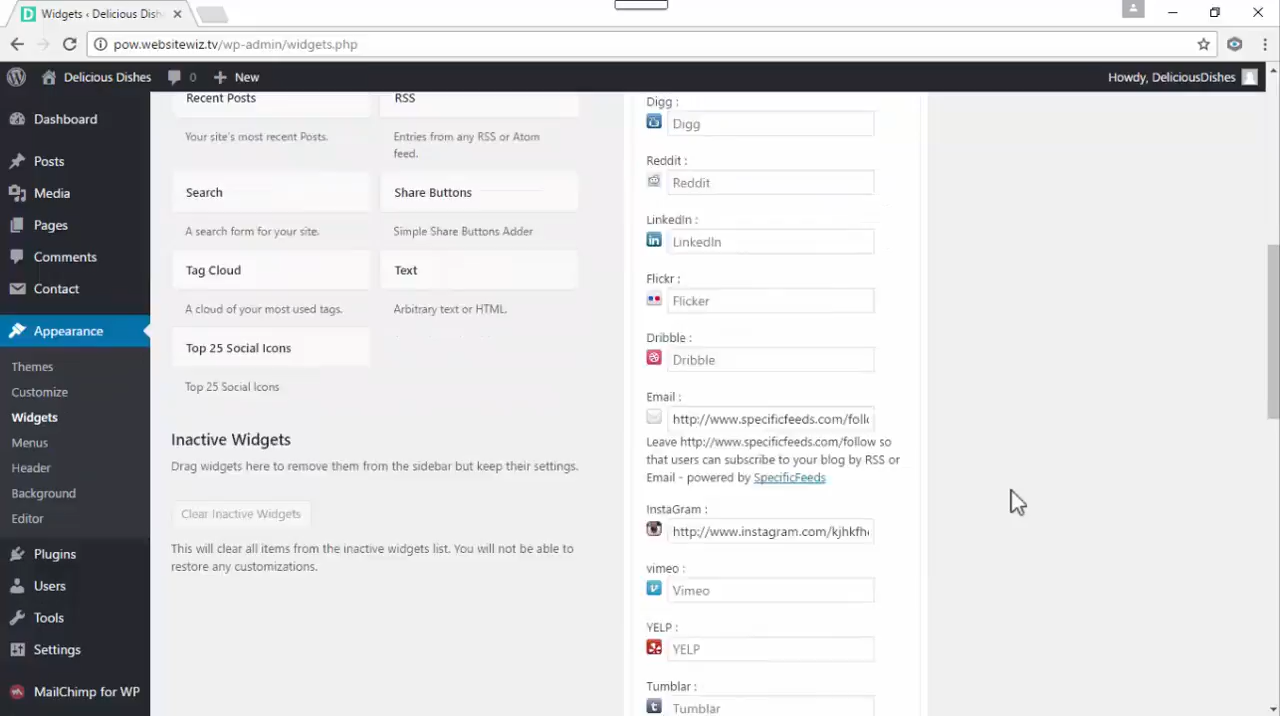 Widgets ‹ Delicious Dish
pow.websitewiz.tv/wp-admin/widgets.php
Delicious Dishes
0
New
Howdy, DeliciousDishes
Dashboard
Posts
Media
Pages
Comments
Contact
Appearance
Themes
Customize
Widgets
Menus
Header
Background
Editor
Plugins
Users
Tools
Settings
MailChimp for WP
Recent Posts
Your site's most recent Posts.
RSS
Entries from any RSS or Atom
feed.
Search
A search form for your site.
Share Buttons
Simple Share Buttons Adder
Tag Cloud
A cloud of your most used tags.
Text
Arbitrary text or HTML.
Top 25 Social Icons
Top 25 Social Icons
Inactive Widgets
Drag widgets here to remove them from the sidebar but keep their settings.
Clear Inactive Widgets
This will clear all items from the inactive widgets list. You will not be able to
restore any customizations.
Digg :
Digg
Reddit :
Reddit
LinkedIn :
LinkedIn
Flickr :
Flicker
Dribble :
Dribble
Email :
http://www.specificfeeds.com/follo
Leave http://www.specificfeeds.com/follow so
that users can subscribe to your blog by RSS or
Email - powered by SpecificFeeds
InstaGram :
http://www.instagram.com/kjhkfh
vimeo :
Vimeo
YELP :
YELP
Tumblar :
Tumblar